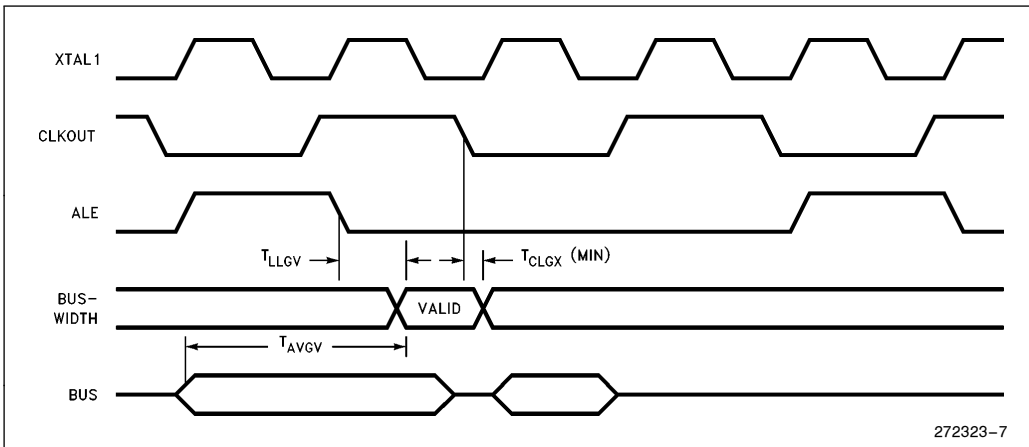 XTAL1
CLKOUT
ALE
TLLGV
TCLGX (MIN)
BUS-
WIDTH
VALID
TAVGV
BUS
272323-7